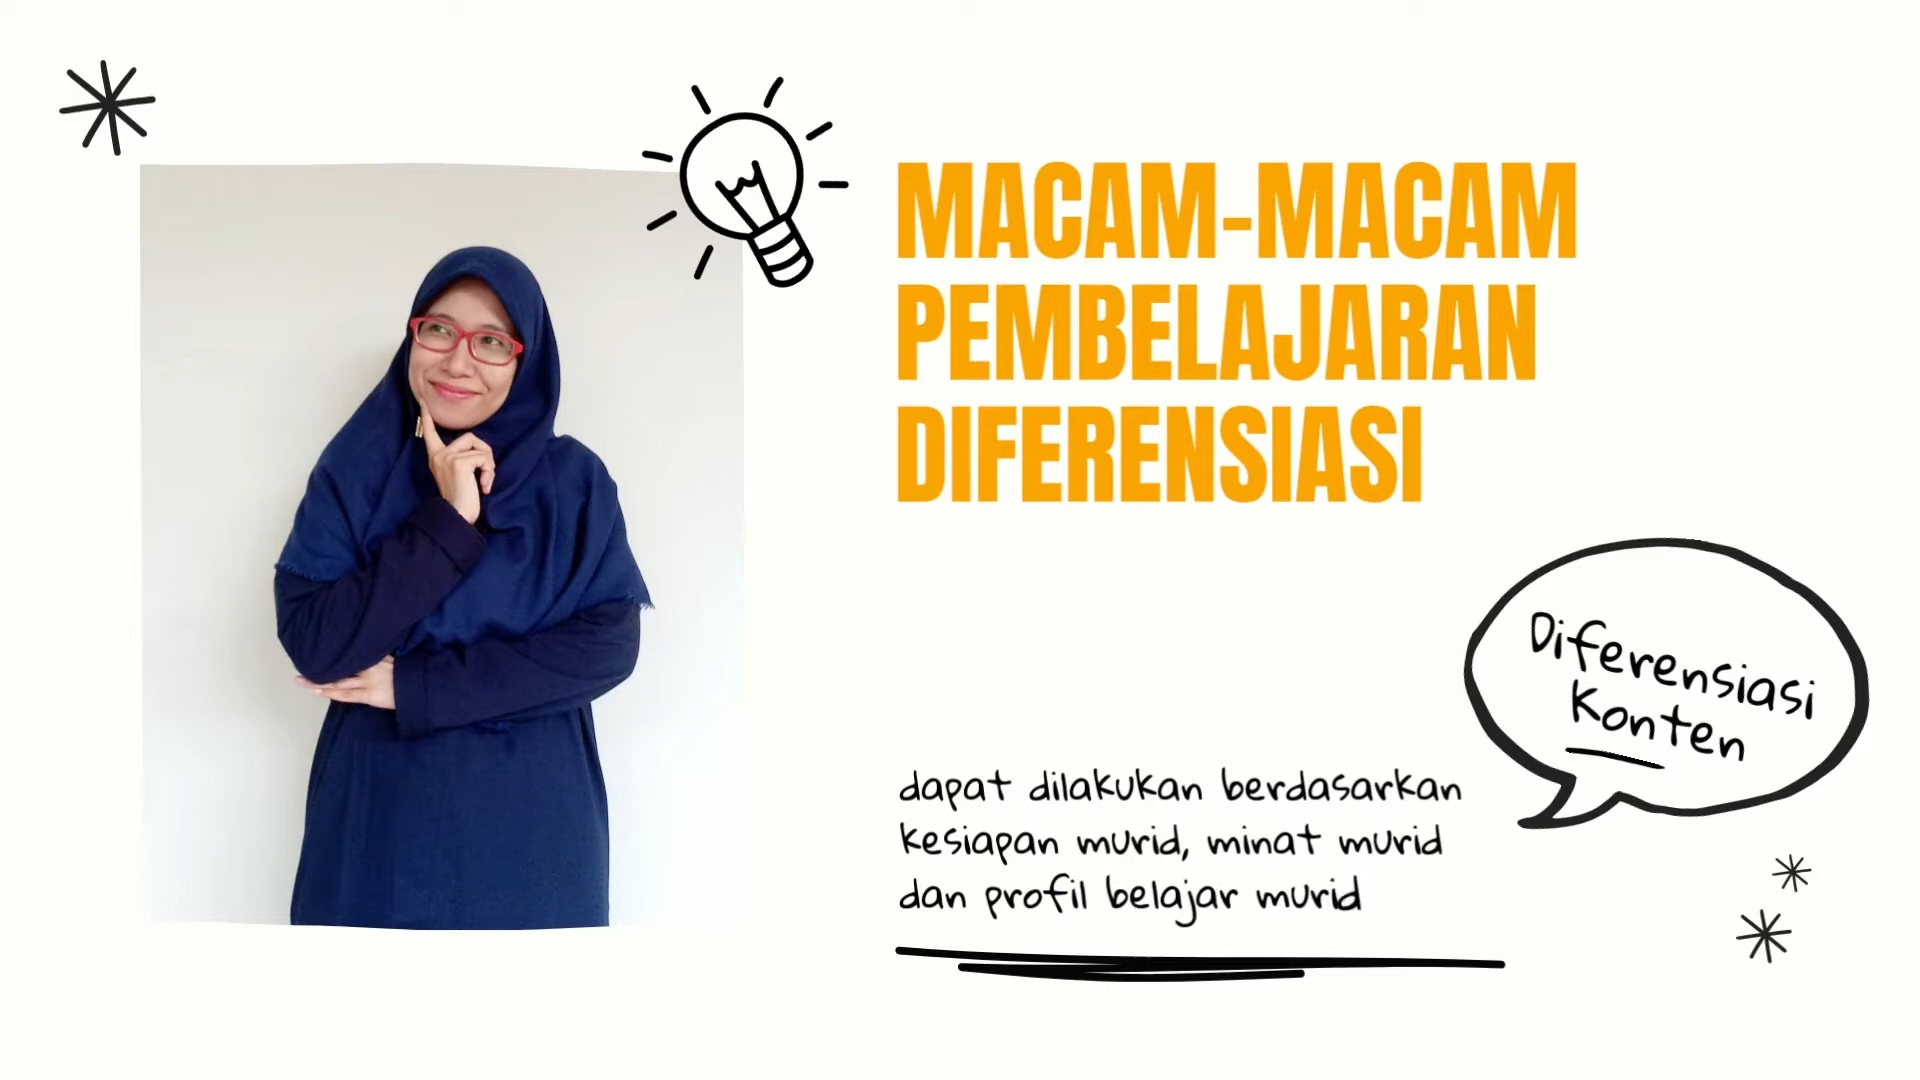 MACAM-MACAM
PEMBELAJARAN
DIFERENSIASI
Diferensiasi
Konten
dapat dilakukan berdasarkan
kesiapan murid, minat murid
dan profil belajar murid